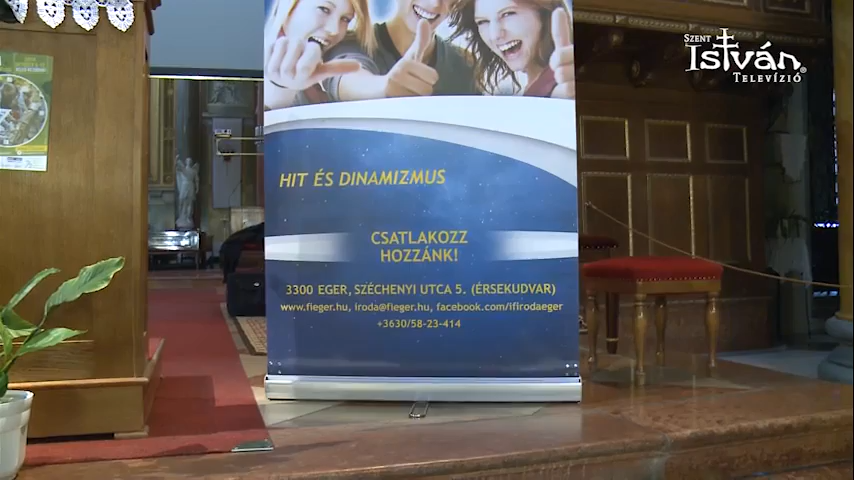 SZENT
István®
TELEVÍZIÓ
HIT ÉS DINAMIZMUS
CSATLAKOZZ
HOZZÁNK!
3300 EGER, SZÉCHENYI UTCA 5. (ÉRSEKUDVAR)
www.fieger.hu, iroda@fieger.hu, facebook.com/ifirodaeger
+3630/58-23-414